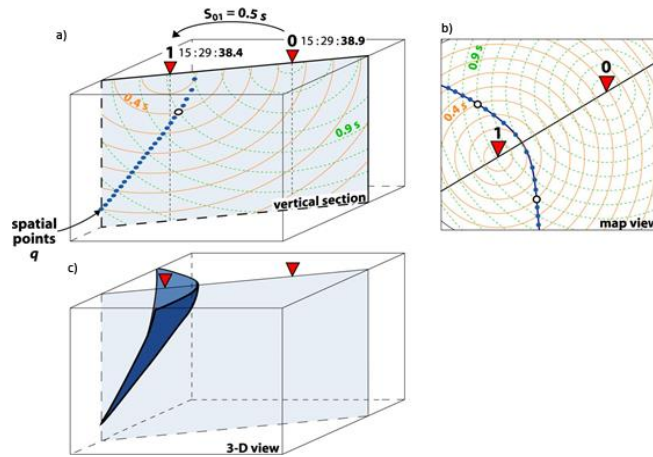 a)
S01 = 0.5 s
1 15 : 29 : 38.4
0 15 : 29 : 38.9
0.4 s
0.9 s
spatial
points
q
vertical section
b)
0.9 s
0
0.4 s
1
map view
c)
3-D view